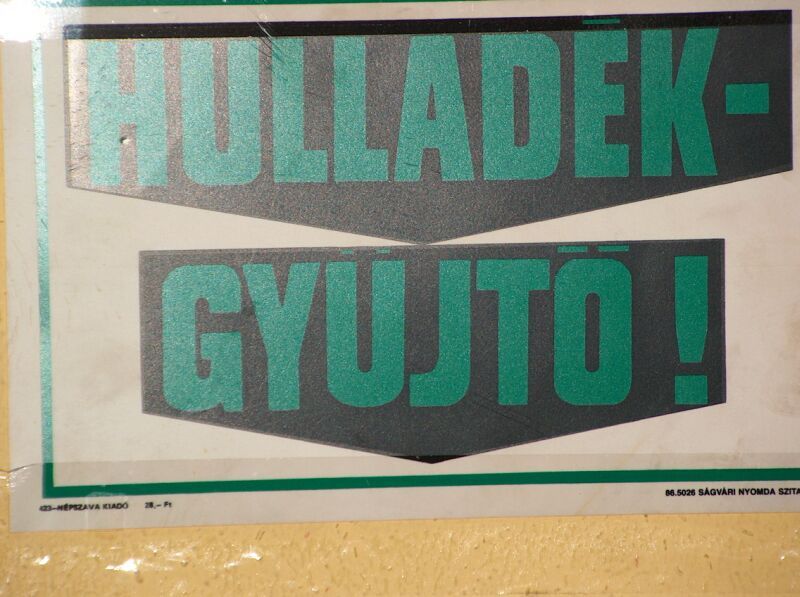 HULLADÉK-
GYŰJTŐ!
423-NÉPSZAVA KIADÓ 28,- Ft
86.5026 SÁGVÁRI NYOMDA SZITA